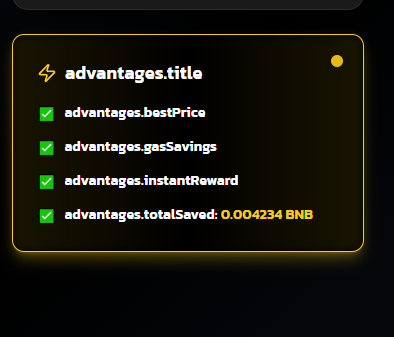 advantages.title
advantages.bestPrice
advantages.gasSavings
advantages.instantReward
advantages.totalSaved: 0.004234 BNB